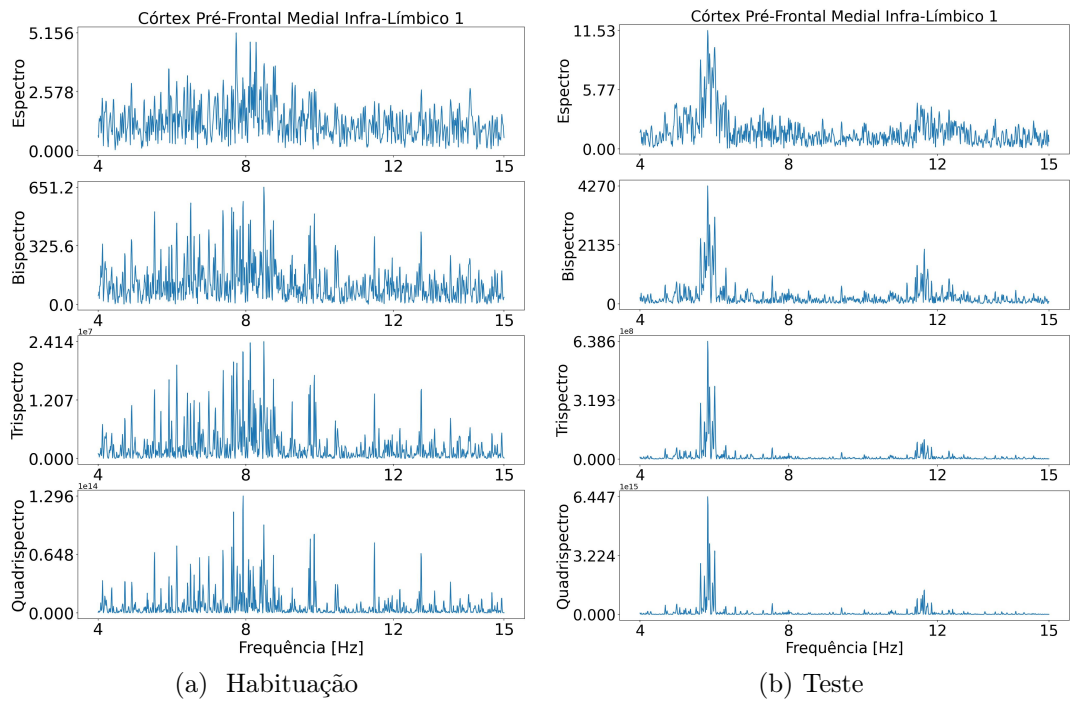 Córtex Pré-Frontal Medial Infra-Límbico 1
5.156
2.578
0.000
Espectro
4 8 12 15
651.2
325.6
0.0
Bispectro
4 8 12 15
1e7
2.414
1.207
0.000
Trispectro
4 8 12 15
1e14
1.296
0.648
0.000
Quadrispectro
4 8 12 15
Frequência [Hz]
(a) Habituação
Córtex Pré-Frontal Medial Infra-Límbico 1
11.53
5.77
0.00
Espectro
4 8 12 15
4270
2135
0
Bispectro
4 8 12 15
1e8
6.386
3.193
0.000
Trispectro
4 8 12 15
1e15
6.447
3.224
0.000
Quadrispectro
4 8 12 15
Frequência [Hz]
(b) Teste